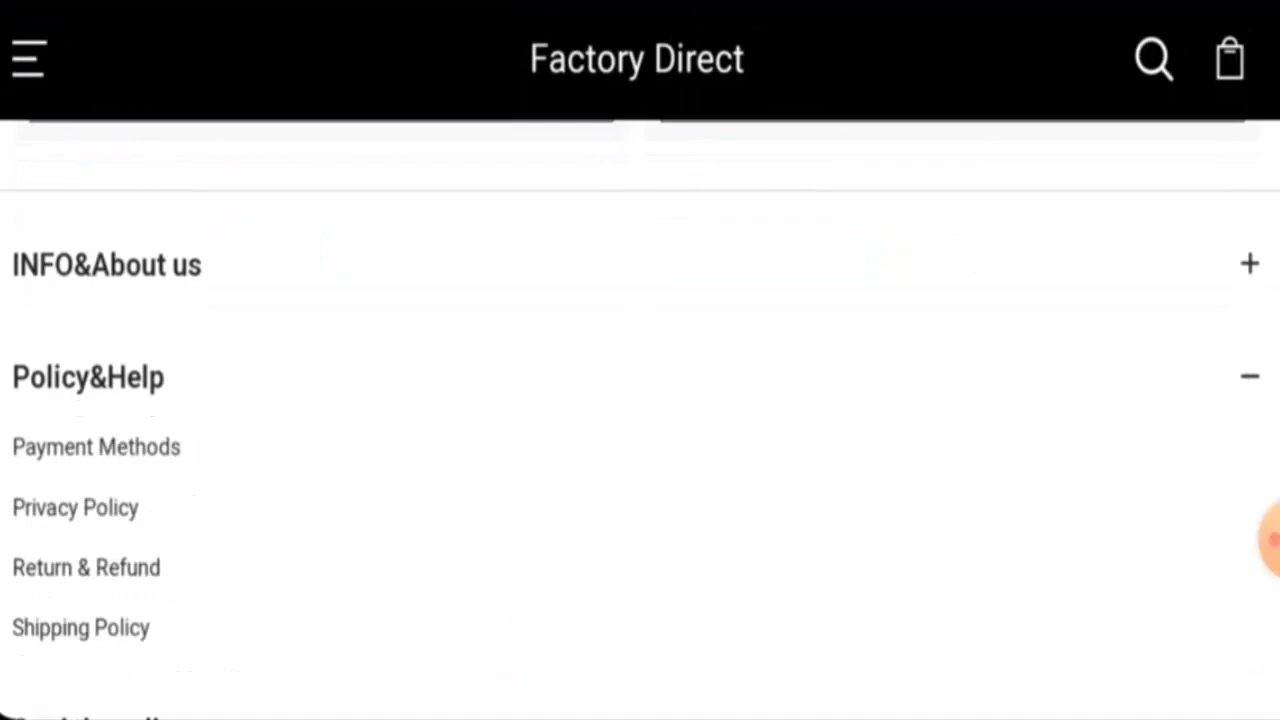 Factory Direct
INFO&About us
Policy&Help
Payment Methods
Privacy Policy
Return & Refund
Shipping Policy